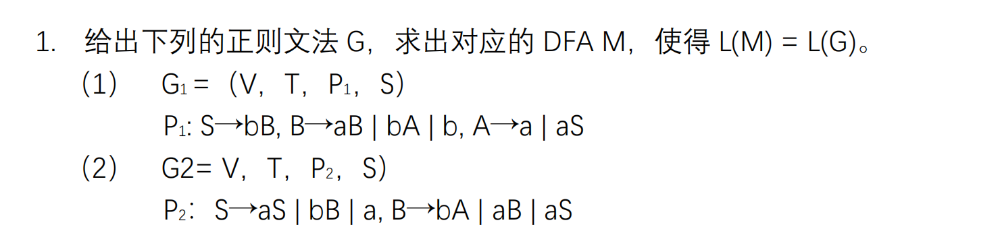 1. 给出下列的正则文法 G，求出对应的 DFA M，使得 L(M) = L(G)。
(1) G₁ = （V，T，P₁，S）
P₁: S→bB, B→aB | bA | b, A→a | aS
(2) G2= V，T，P₂，S）
P₂：S→aS | bB | a, B→bA | aB | aS